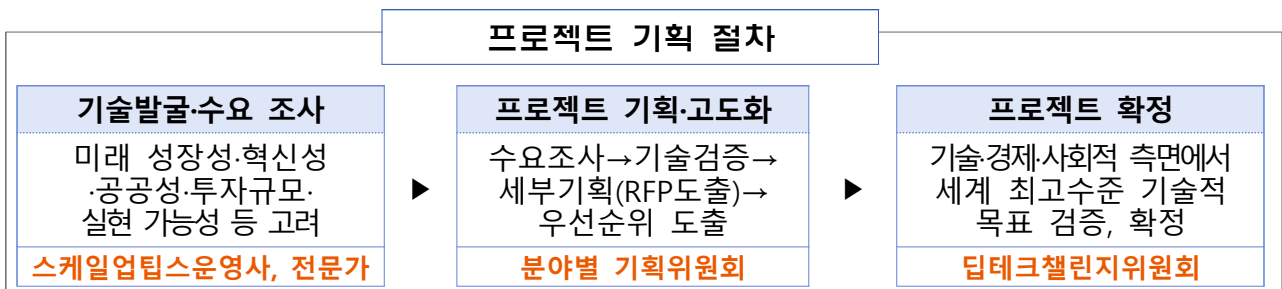 프로젝트 기획 절차
기술발굴·수요 조사
미래 성장성·혁신성
·공공성·투자규모·
실현 가능성 등 고려
스케일업팁스운영사, 전문가
▶
프로젝트 기획·고도화
수요조사→기술검증→
세부기획(RFP도출)→
우선순위 도출
분야별 기획위원회
▶
프로젝트 확정
기술·경제·사회적 측면에서
세계 최고수준 기술적
목표 검증, 확정
딥테크챌린지위원회